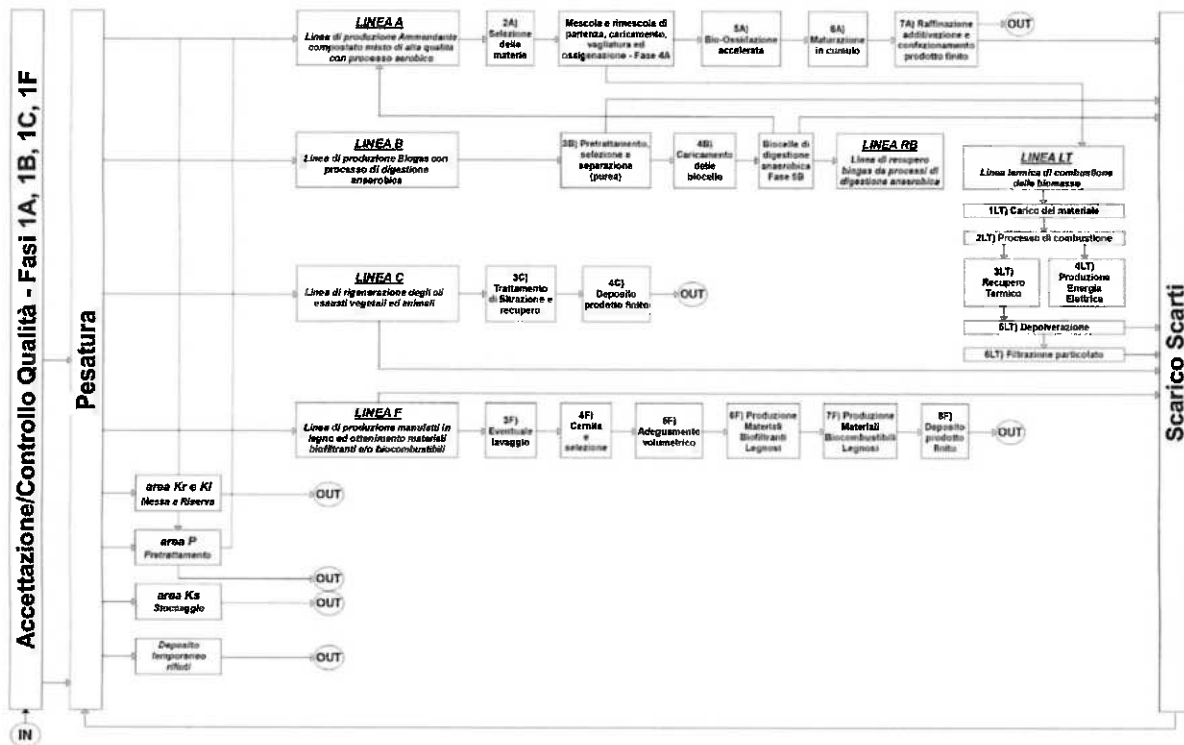 Accettazione/Controllo Qualità - Fasi 1A, 1B, 1C, 1F
IN
Pesatura
LINEA A
Linea di produzione Ammendante
compostato misto di alta qualità
con processo aerobico
2A)
Selezione
delle
materie
Mescola e rimescola di
partenza, caricamento,
vagliatura ed
ossigenazione - Fase 4A
5A)
Bio-Ossidazione
accelerata
6A)
Maturazione
in cumulo
7A) Raffinazione
additivazione e
confezionamento
prodotto finito
OUT
LINEA B
Linea di produzione Biogas con
processo di digestione
anaerobica
3B) Pretrattamento,
selezione e
separazione
(purea)
4B)
Caricamento
delle
biocelle
Biocelle di
digestione
anaerobica
Fase 5B
LINEA RB
Linea di recupero
biogas da processi di
digestione anaerobica
LINEA LT
Linea termica di combustione
delle biomasse
1LT) Carico del materiale
2LT) Processo di combustione
3LT)
Recupero
Termico
4LT)
Produzione
Energia
Elettrica
5LT) Depolverazione
6LT) Filtrazione particolato
LINEA C
Linea di rigenerazione degli oli
esausti vegetali ed animali
3C)
Trattamento
di filtrazione e
recupero
4C)
Deposito
prodotto finito
OUT
LINEA F
Linea di produzione manufatti in
legno ed ottenimento materiali
biofiltranti e/o biocombustibili
3F)
Eventuale
lavaggio
4F)
Cernita
e
selezione
5F)
Adeguamento
volumetrico
6F) Produzione
Materiali
Biofiltranti
Legnosi
7F) Produzione
Materiali
Biocombustibili
Legnosi
8F)
Deposito
prodotto
finito
OUT
area Kr e Ki
Messa a Riserva
OUT
area P
Pretrattamento
OUT
area Ks
Stoccaggio
OUT
Deposito
temporaneo
rifiuti
OUT
Scarico Scarti